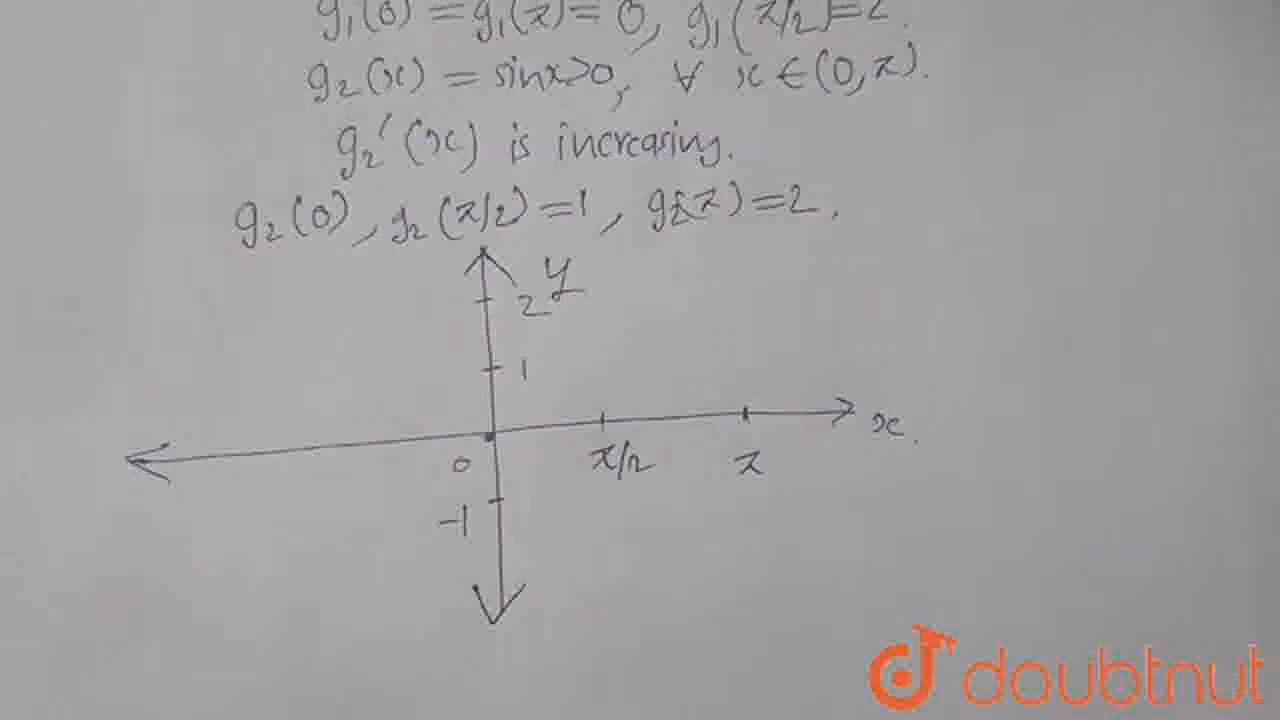 g₁(0) = g₁(π) = 0, g₁(π/2) = 2.
g₂(x) = sinx>0, ∀ x ∈ (0, π).
g₂'(x) is increasing.
g₂(0), g₂(π/2) = 1, g₂(π) = 2.
y
2
1
x.
0
π/2
π
-1
doubtnut